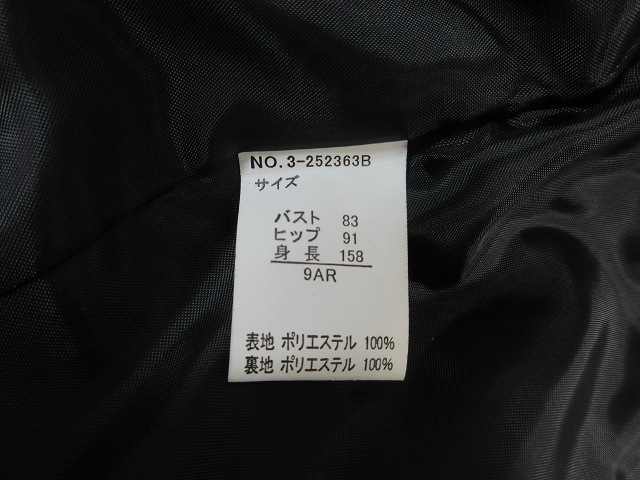 NO.3-252363B
サイズ
バスト 83
ヒップ 91
身長 158
9AR
表地 ポリエステル 100%
裏地 ポリエステル 100%